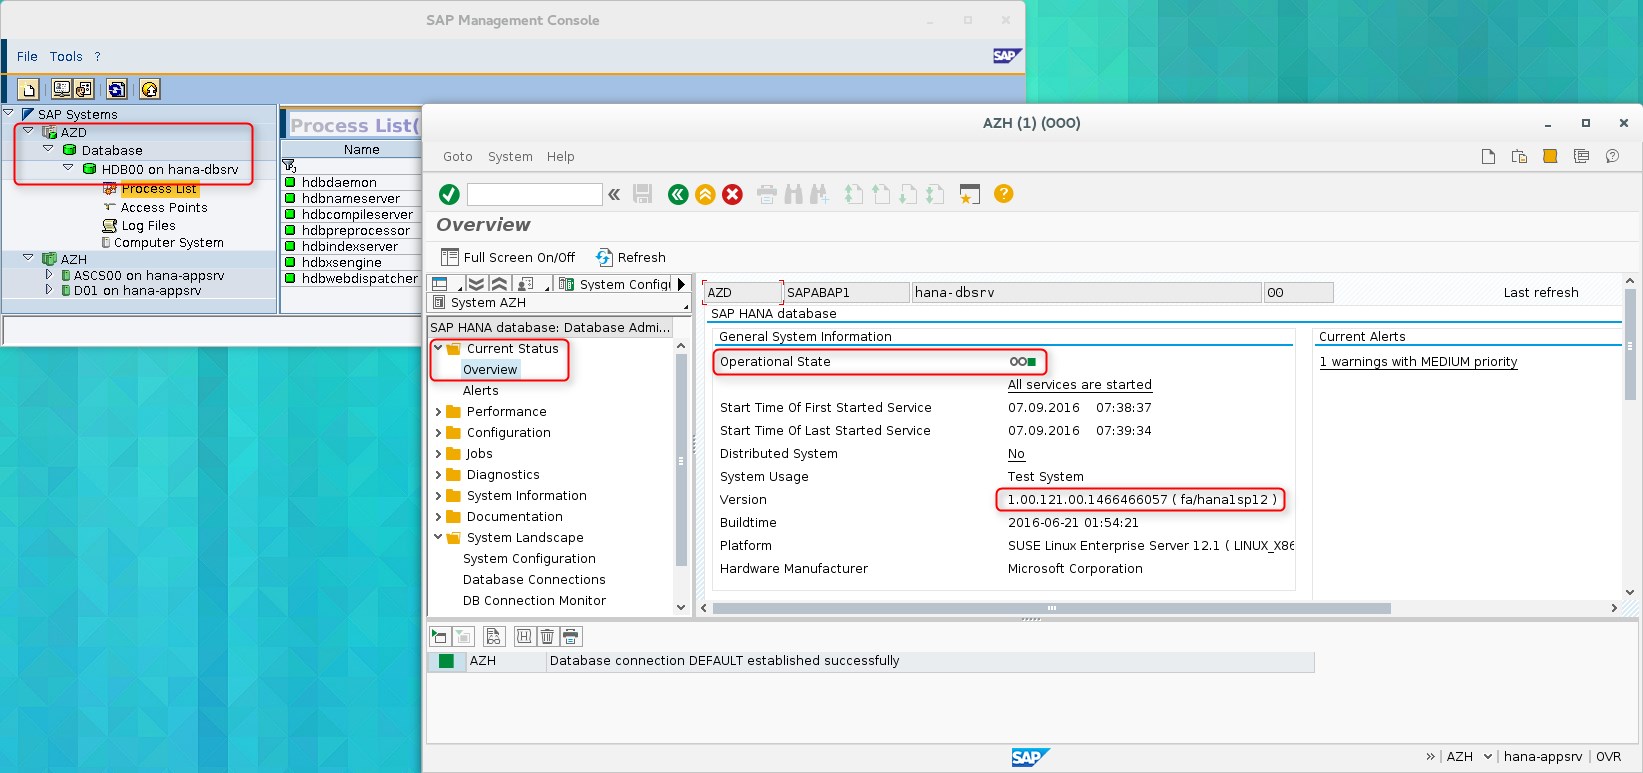 SAP Management Console
File Tools ?
SAP
SAP Systems
AZD
Database
HDB00 on hana-dbsrv
Process List
Access Points
Log Files
Computer System
AZH
ASCS00 on hana-appsrv
D01 on hana-appsrv
Process List(
Name
hdbdaemon
hdbnameserver
hdbcompileserver
hdbpreprocessor
hdbindexserver
hdbxsengine
hdbwebdispatcher
AZH (1) (000)
Goto System Help
Overview
Full Screen On/Off Refresh
System Config
System AZH
SAP HANA database: Database Admi...
Current Status
Overview
Alerts
Performance
Configuration
Jobs
Diagnostics
System Information
Documentation
System Landscape
System Configuration
Database Connections
DB Connection Monitor
AZD SAPABAP1 hana-dbsrv 00 Last refresh
SAP HANA database
General System Information
Operational State
All services are started
Start Time Of First Started Service 07.09.2016 07:38:37
Start Time Of Last Started Service 07.09.2016 07:39:34
Distributed System No
System Usage Test System
Version 1.00.121.00.1466466057 ( fa/hana1sp12 )
Buildtime 2016-06-21 01:54:21
Platform SUSE Linux Enterprise Server 12.1 ( LINUX_X86
Hardware Manufacturer Microsoft Corporation
Current Alerts
1 warnings with MEDIUM priority
AZH Database connection DEFAULT established successfully
SAP
» AZH hana-appsrv OVR